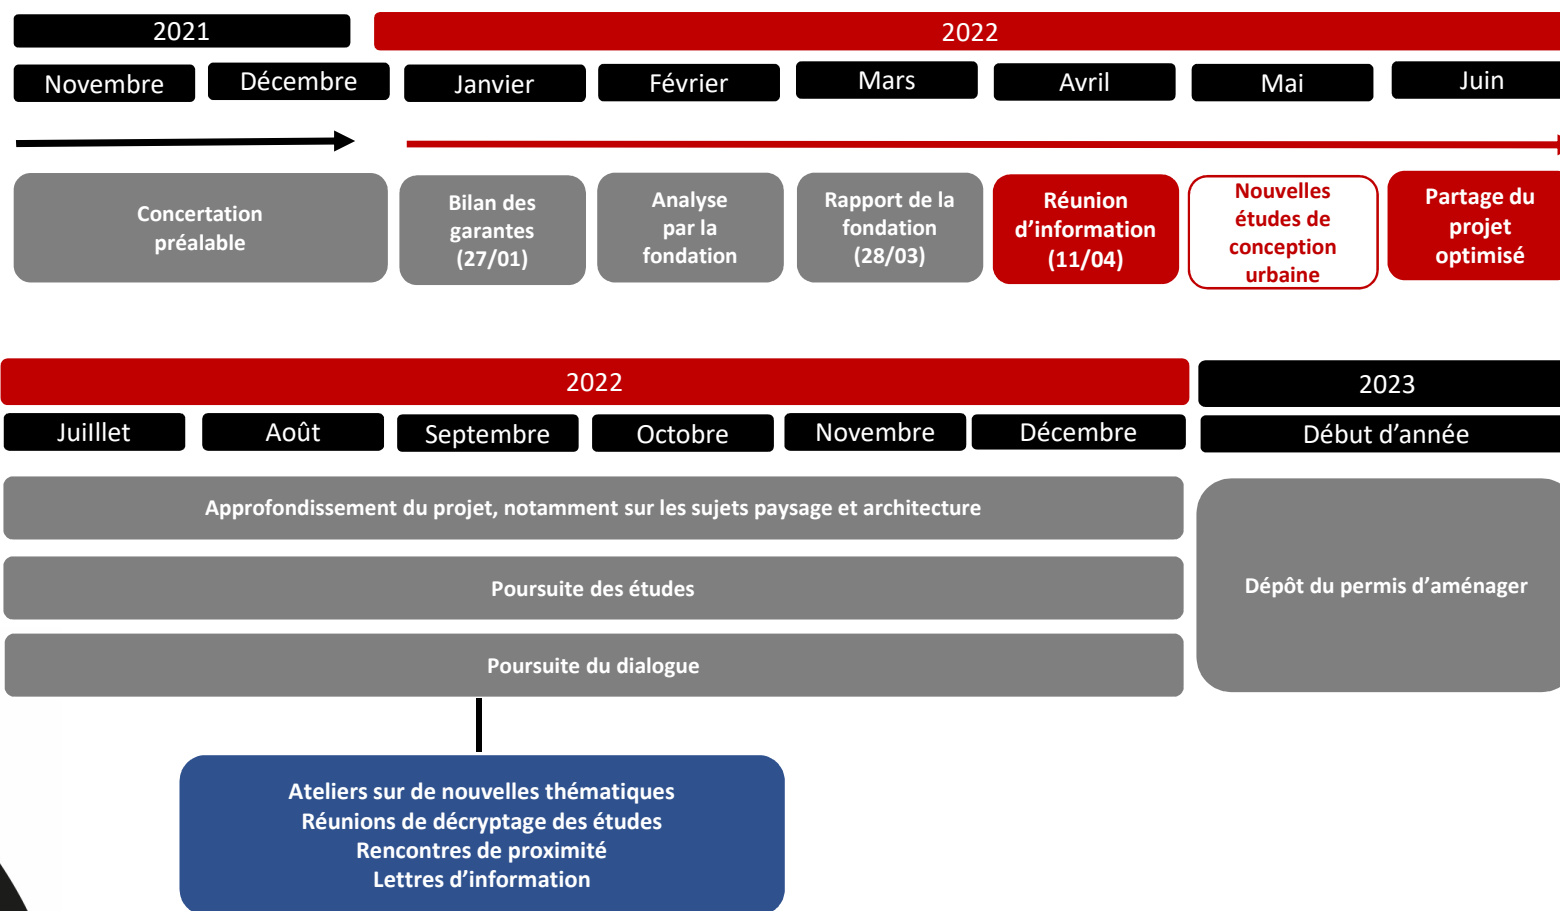 2021
2022
Novembre
Décembre
Janvier
Février
Mars
Avril
Mai
Juin
Concertation
préalable
Bilan des
garantes
(27/01)
Analyse
par la
fondation
Rapport de la
fondation
(28/03)
Réunion
d’information
(11/04)
Nouvelles
études de
conception
urbaine
Partage du
projet
optimisé
2022
2023
Juilllet
Août
Septembre
Octobre
Novembre
Décembre
Début d’année
Approfondissement du projet, notamment sur les sujets paysage et architecture
Poursuite des études
Poursuite du dialogue
Dépôt du permis d’aménager
Ateliers sur de nouvelles thématiques
Réunions de décryptage des études
Rencontres de proximité
Lettres d’information